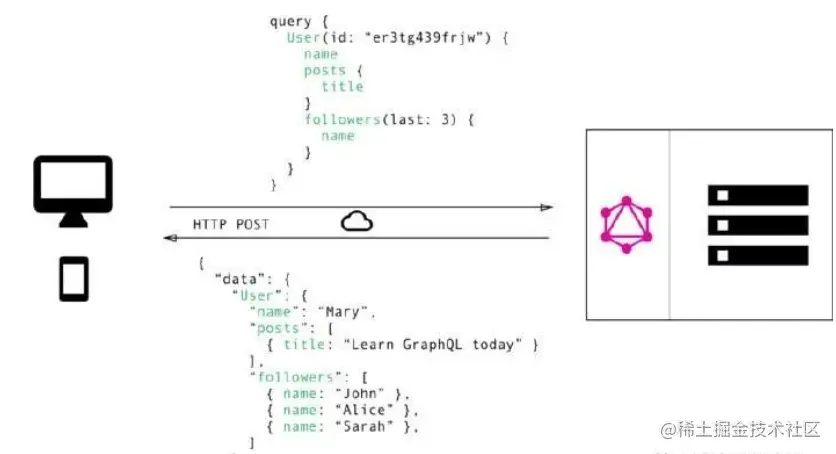 query {
User(id: “er3tg439frjw”) {
name
posts {
title
}
followers(last: 3) {
name
}
}
}
HTTP POST
{
“data”: {
“User”: {
“name”: “Mary”,
“posts”: [
{ title: “Learn GraphQL today” }
],
“followers”: [
{ name: “John” },
{ name: “Alice” },
{ name: “Sarah” },
]
@稀土掘金技术社区